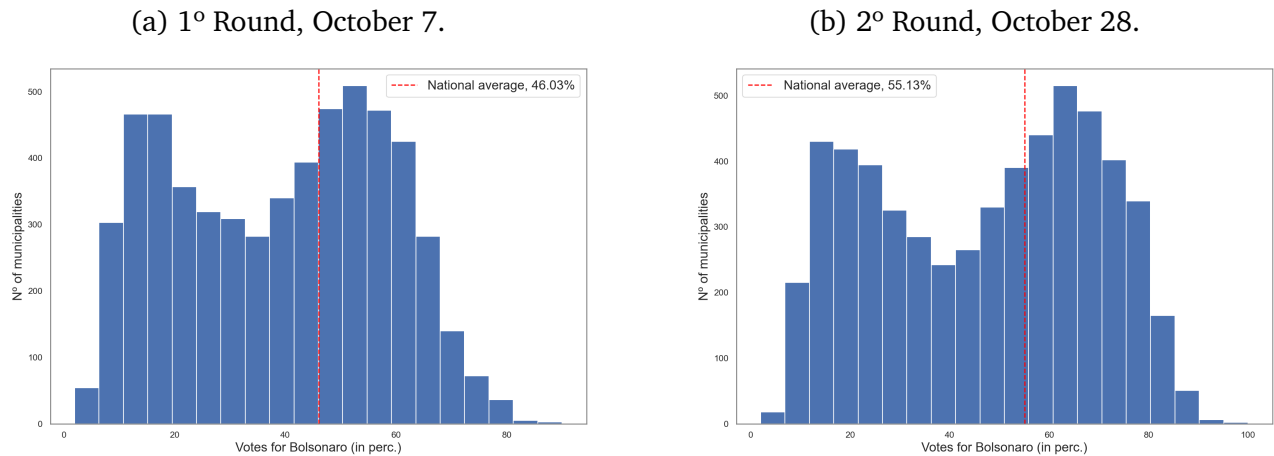 (a) 1º Round, October 7.
National average, 46.03%
500
400
300
200
100
0
Nº of municipalities
0 20 40 60 80
Votes for Bolsonaro (in perc.)
(b) 2º Round, October 28.
National average, 55.13%
500
400
300
200
100
0
Nº of municipalities
0 20 40 60 80 100
Votes for Bolsonaro (in perc.)